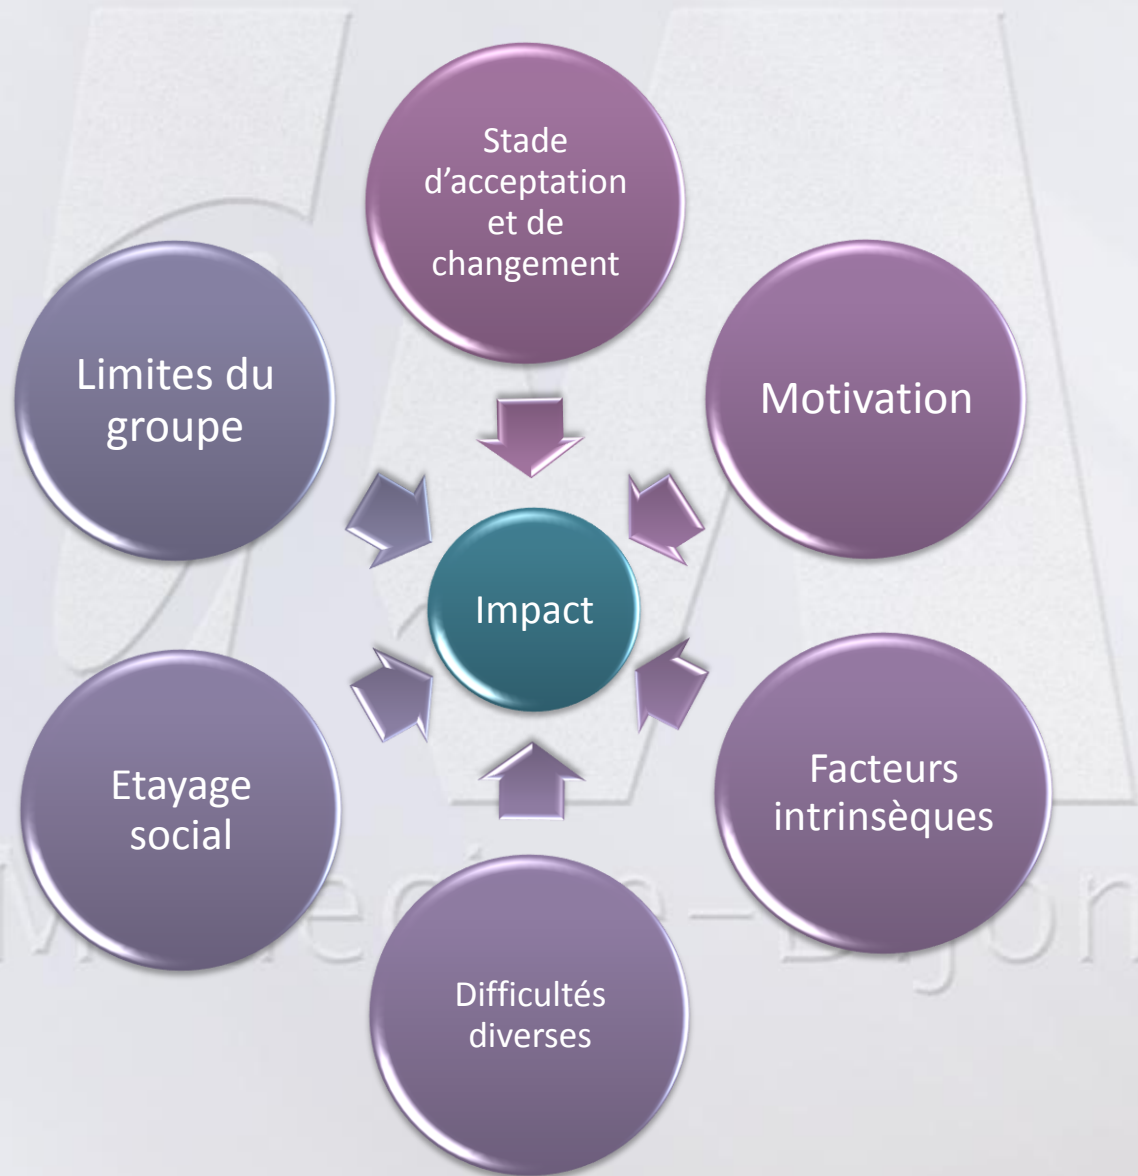 Stade
d’acceptation
et de
changement
Limites du
groupe
Motivation
Impact
Etayage
social
Facteurs
intrinsèques
Difficultés
diverses